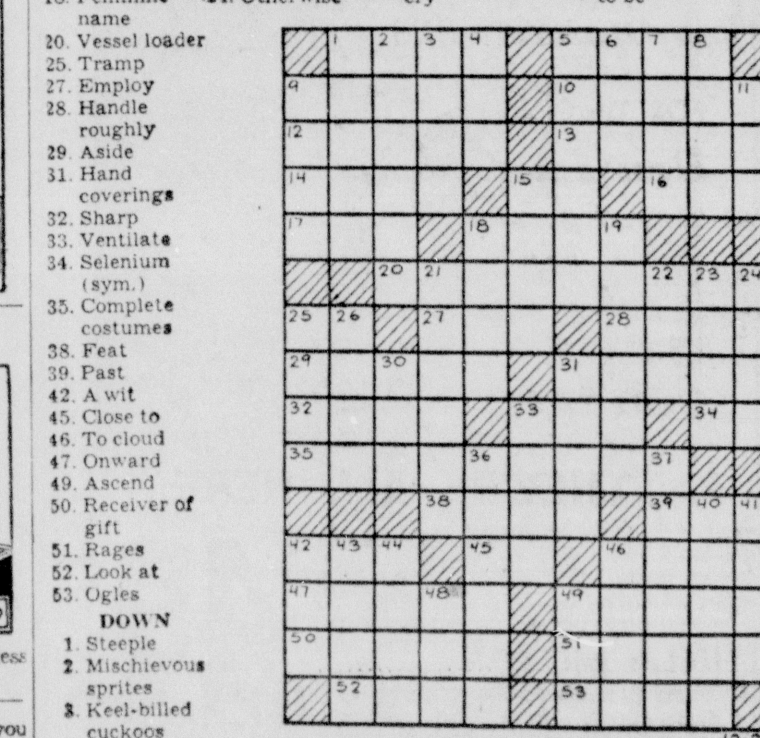 name
20. Vessel loader
25. Tramp
27. Employ
28. Handle
roughly
29. Aside
31. Hand
coverings
32. Sharp
33. Ventilate
34. Selenium
(sym.)
35. Complete
costumes
38. Feat
39. Past
42. A wit
45. Close to
46. To cloud
47. Onward
49. Ascend
50. Receiver of
gift
51. Rages
52. Look at
53. Ogles
DOWN
1. Steeple
2. Mischievous
sprites
3. Keel-billed
cuckoos
1 2 3 4 5 6 7 8
9 10 11
12 13
14 15 16
17 18 19
20 21 22 23 24
25 26 27 28
29 30 31
32 33 34
35 36 37
38 39 40 41
42 43 44 45 46
47 48 49
50 51
52 53
ess
you